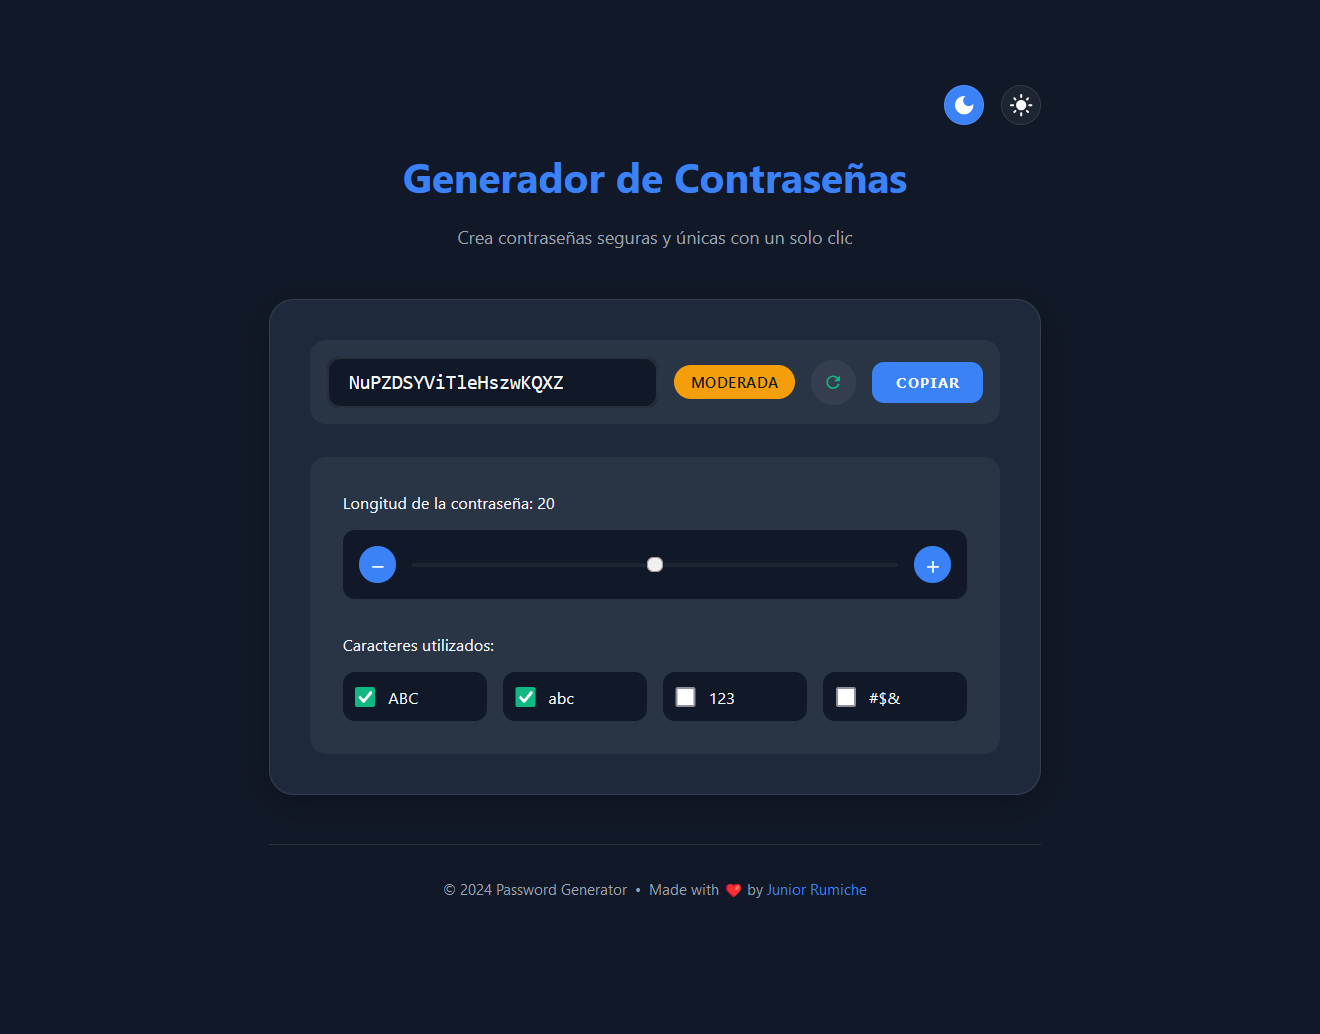 Generador de Contraseñas
Crea contraseñas seguras y únicas con un solo clic
NuPZDSYViTleHszwKQXZ MODERADA COPIAR
Longitud de la contraseña: 20
− +
Caracteres utilizados:
ABC abc 123 #$&
© 2024 Password Generator • Made with ❤️ by Junior Rumiche